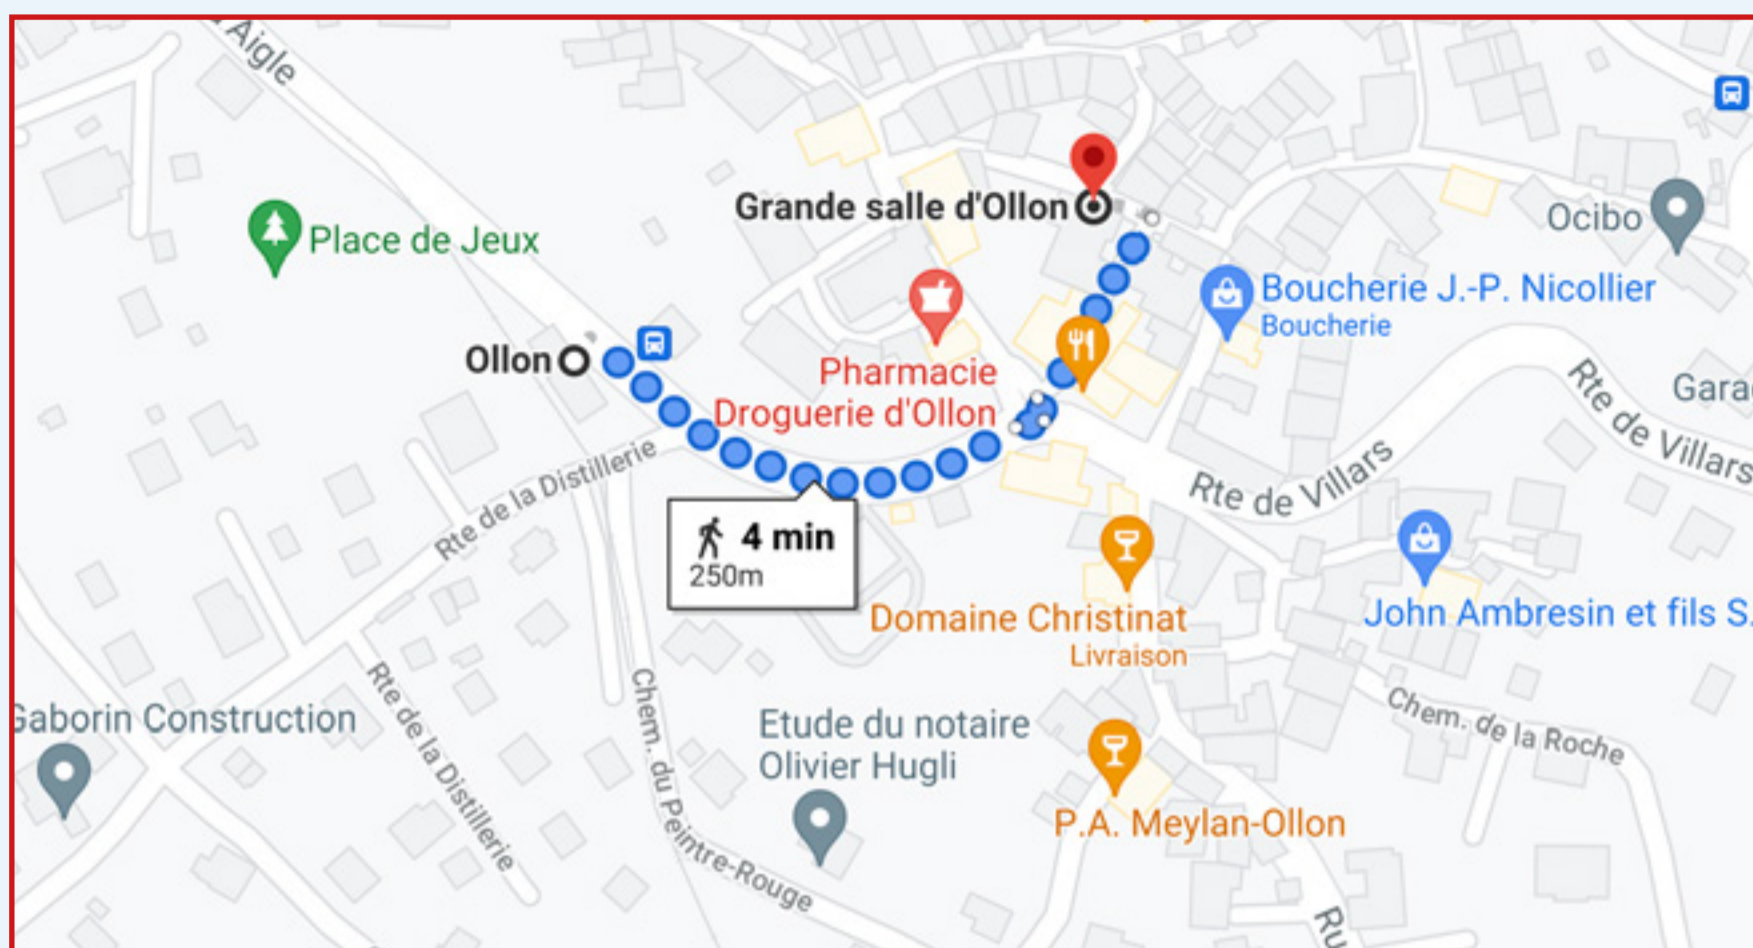 Aigle
Place de Jeux
Grande salle d'Ollon
Ocibo
Boucherie J.-P. Nicollier
Boucherie
Ollon
Pharmacie
Droguerie d'Ollon
Rte de Villars
Garag
Rte de la Distillerie
Rte de Villars
4 min
250m
Domaine Christinat
Livraison
John Ambresin et fils S.
Gaborin Construction
Rte de la Distillerie
Chem. du Peintre-Rouge
Etude du notaire
Olivier Hugli
Chem. de la Roche
P.A. Meylan-Ollon
Ru